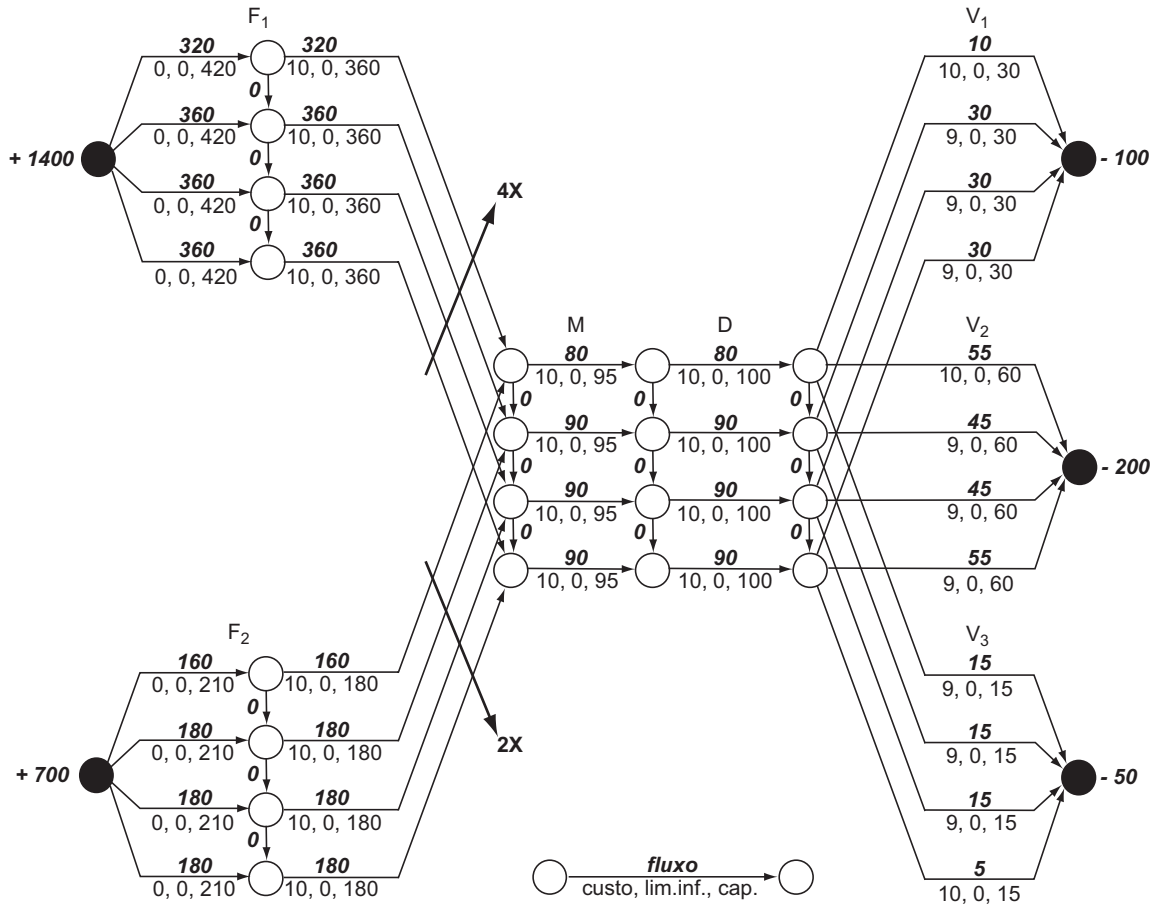 F1
320
0, 0, 420
320
10, 0, 360
0
360
0, 0, 420
360
10, 0, 360
0
+ 1400
360
0, 0, 420
360
10, 0, 360
0
360
0, 0, 420
360
10, 0, 360
4X
V1
10
10, 0, 30
30
9, 0, 30
- 100
30
9, 0, 30
30
9, 0, 30
M
D
80
10, 0, 95
80
10, 0, 100
0
0
0
90
10, 0, 95
90
10, 0, 100
0
0
0
90
10, 0, 95
90
10, 0, 100
0
0
0
90
10, 0, 95
90
10, 0, 100
V2
55
10, 0, 60
45
9, 0, 60
- 200
45
9, 0, 60
55
9, 0, 60
F2
160
0, 0, 210
160
10, 0, 180
0
180
0, 0, 210
180
10, 0, 180
0
+ 700
180
0, 0, 210
180
10, 0, 180
0
180
0, 0, 210
180
10, 0, 180
2X
V3
15
9, 0, 15
15
9, 0, 15
- 50
15
9, 0, 15
5
10, 0, 15
fluxo
custo, lim.inf., cap.